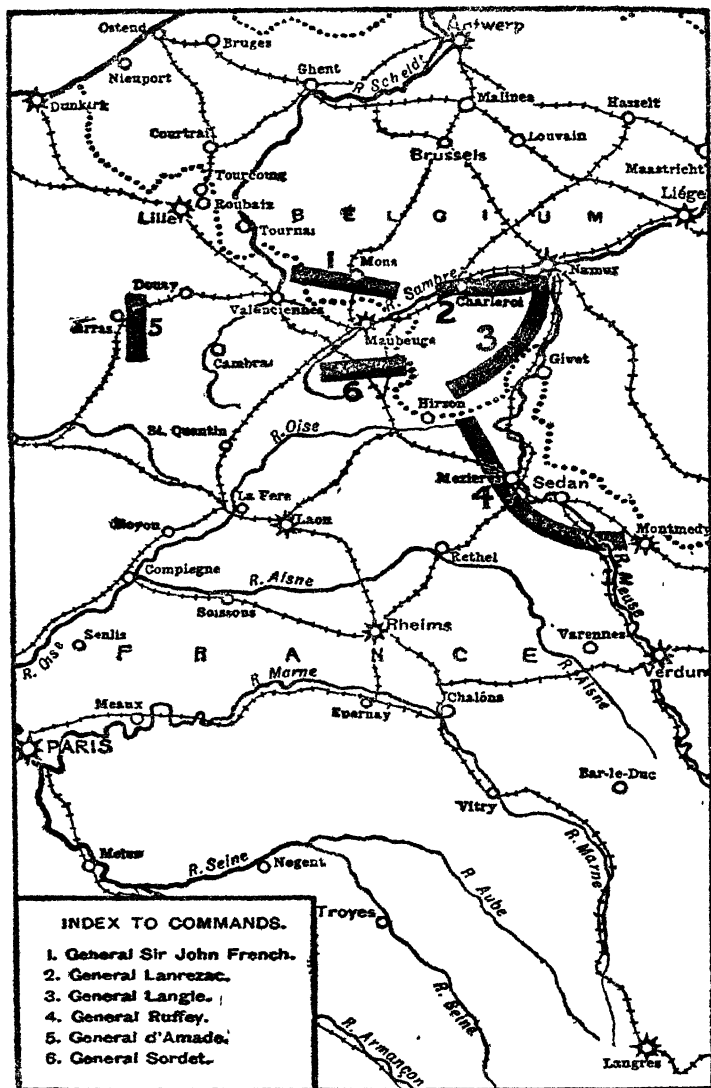 Ostend
Bruges
Antwerp
Nieuport
Ghent
R. Scheldt
Dunkirk
Malines
Hasselt
Courtrai
Louvain
Brussels
Maastricht
Tourcoing
Roubaix
Lille
Liége
BELGIUM
Tournai
1
Mons
Namur
R. Sambre
Douay
Charleroi
2
Valenciennes
Arras
5
Maubeuge
3
Cambrai
Givet
6
Hirson
St. Quentin
R. Oise
Mezieres
Sedan
4
La Fere
Laon
Noyon
Montmedy
Rethel
Compiegne
R. Aisne
R. Meuse
Soissons
Rheims
Senlis
Varennes
R. Oise
FRANCE
Verdun
R. Marne
R. Aisne
Meaux
Epernay
Chalôns
PARIS
Bar-le-Duc
Vitry
R. Marne
Melun
R. Seine
Nogent
R. Aube
Troyes
R. Seine
R. Armançon
Langres
INDEX TO COMMANDS.
1. General Sir John French.
2. General Lanrezac.
3. General Langle.
4. General Ruffey.
5. General d'Amade.
6. General Sordet.